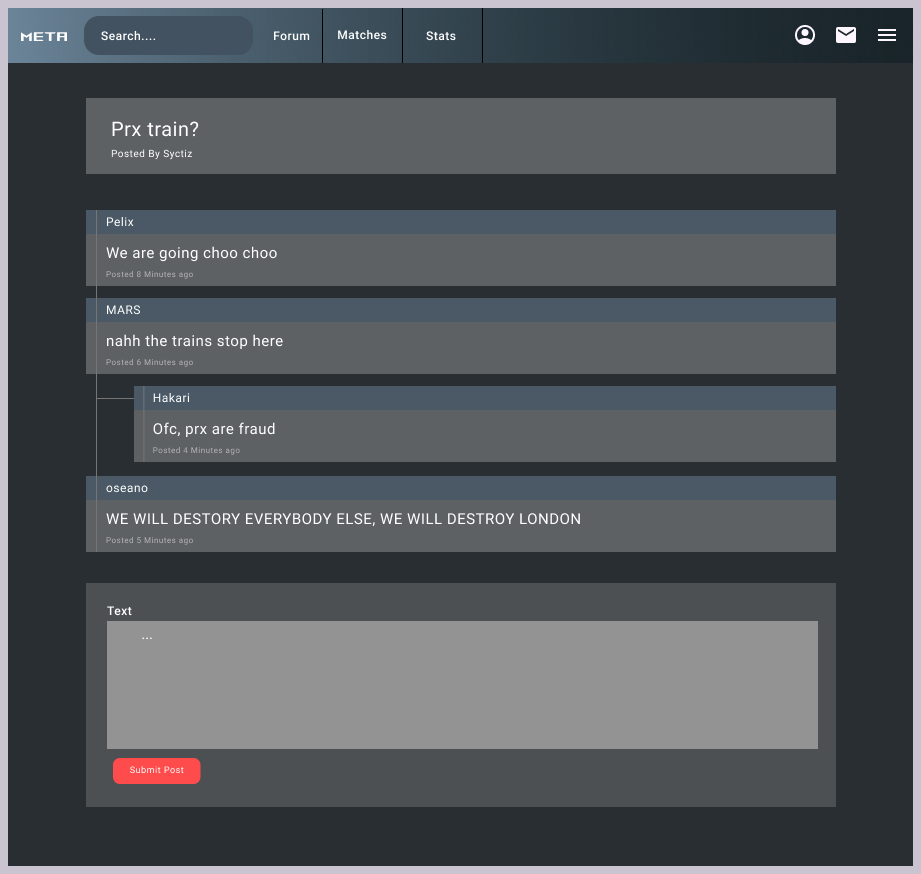 META
Search....
Forum
Matches
Stats
Prx train?
Posted By Syctiz
Pelix
We are going choo choo
Posted 8 Minutes ago
MARS
nahh the trains stop here
Posted 6 Minutes ago
Hakari
Ofc, prx are fraud
Posted 4 Minutes ago
oseano
WE WILL DESTORY EVERYBODY ELSE, WE WILL DESTROY LONDON
Posted 5 Minutes ago
Text
...
Submit Post